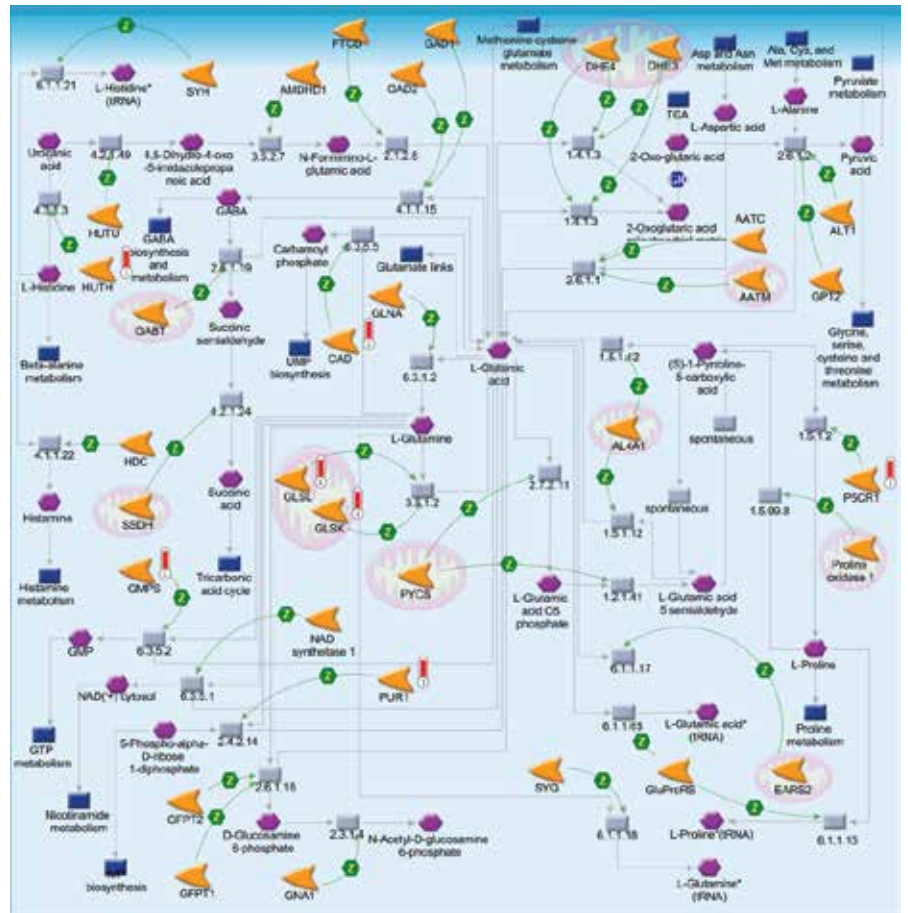 FTCD
GAD1
Methionine-cysteine
glutamate
metabolism
Asp and Asn
metabolism
Ala, Cys, and
Met metabolism
Pyruvate
metabolism
6.1.1.21
L-Histidine*
(tRNA)
SYH
AMDHD1
GAD2
DHE4
DHE3
TCA
L-Aspartic acid
L-Alanine
Urocanic
acid
4.2.1.49
4,5-Dihydro-4-oxo
-5-imidazolepropa
noic acid
3.5.2.7
N-Formimino-L-
glutamic acid
2.1.2.5
1.4.1.3
2-Oxo-glutaric acid
2.6.1.2
Pyruvic
acid
4.3.1.3
HUTU
GABA
4.1.1.15
1.4.1.3
2-Oxoglutaric acid
AATC
ALT1
L-Histidine
HUTH
GABA
biosynthesis and
metabolism
2.6.1.19
Carbamoyl
phosphate
6.3.5.5
Glutamate links
2.6.1.1
AATM
GPT2
GABT
Succinic
semialdehyde
GLNA
CAD
UMP
biosynthesis
L-Glutamic
acid
(S)-1-Pyrroline-
5-carboxylic
acid
Glycine,
serine,
cysteine and
threonine
metabolism
Beta-alanine
metabolism
6.3.1.2
1.5.1.12
4.2.1.24
L-Glutamine
AL4A1
spontaneous
1.5.1.2
4.1.1.22
HDC
GLSL
GLSK
3.5.1.2
2.7.2.11
P5CR1
Histamine
SSDH
Succinic
acid
spontaneous
1.5.99.8
1.5.1.12
Proline
oxidase 1
Histamine
metabolism
GMPS
Tricarbonic
acid cycle
PYCS
L-Glutamic
acid O5
phosphate
1.2.1.41
L-Glutamic acid
5 semialdehyde
GMP
6.3.5.2
NAD
synthetase 1
6.1.1.17
L-Proline
NAD(+) cytosol
6.3.5.1
PUR1
GTP
metabolism
5-Phospho-alpha-
D-ribose
1-diphosphate
2.4.2.14
L-Glutamic acid*
(tRNA)
Proline
metabolism
Nicotinamide
metabolism
2.6.1.16
GFPT2
SYQ
GluProRS
EARS2
D-Glucosamine
6-phosphate
2.3.1.4
N-Acetyl-D-glucosamine
6-phosphate
6.1.1.18
L-Proline*(tRNA)
6.1.1.15
biosynthesis
GFPT1
GNA1
L-Glutamine*
(tRNA)